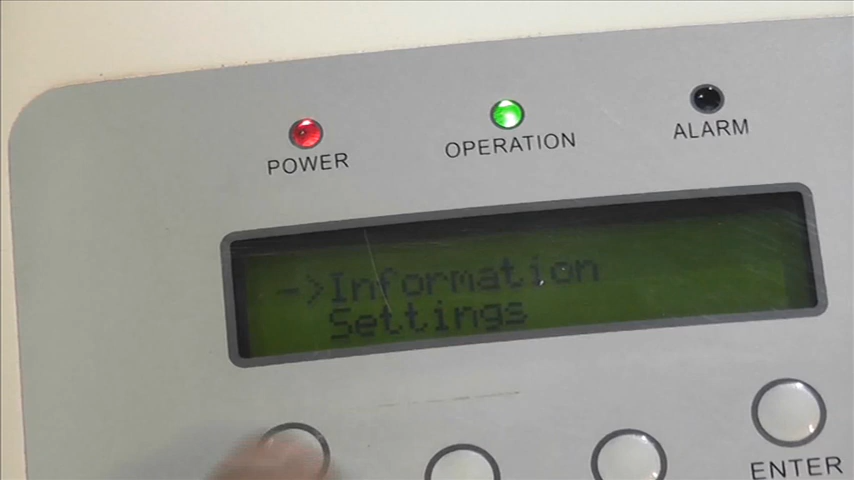 POWER
OPERATION
ALARM
->Information
Settings
ENTER